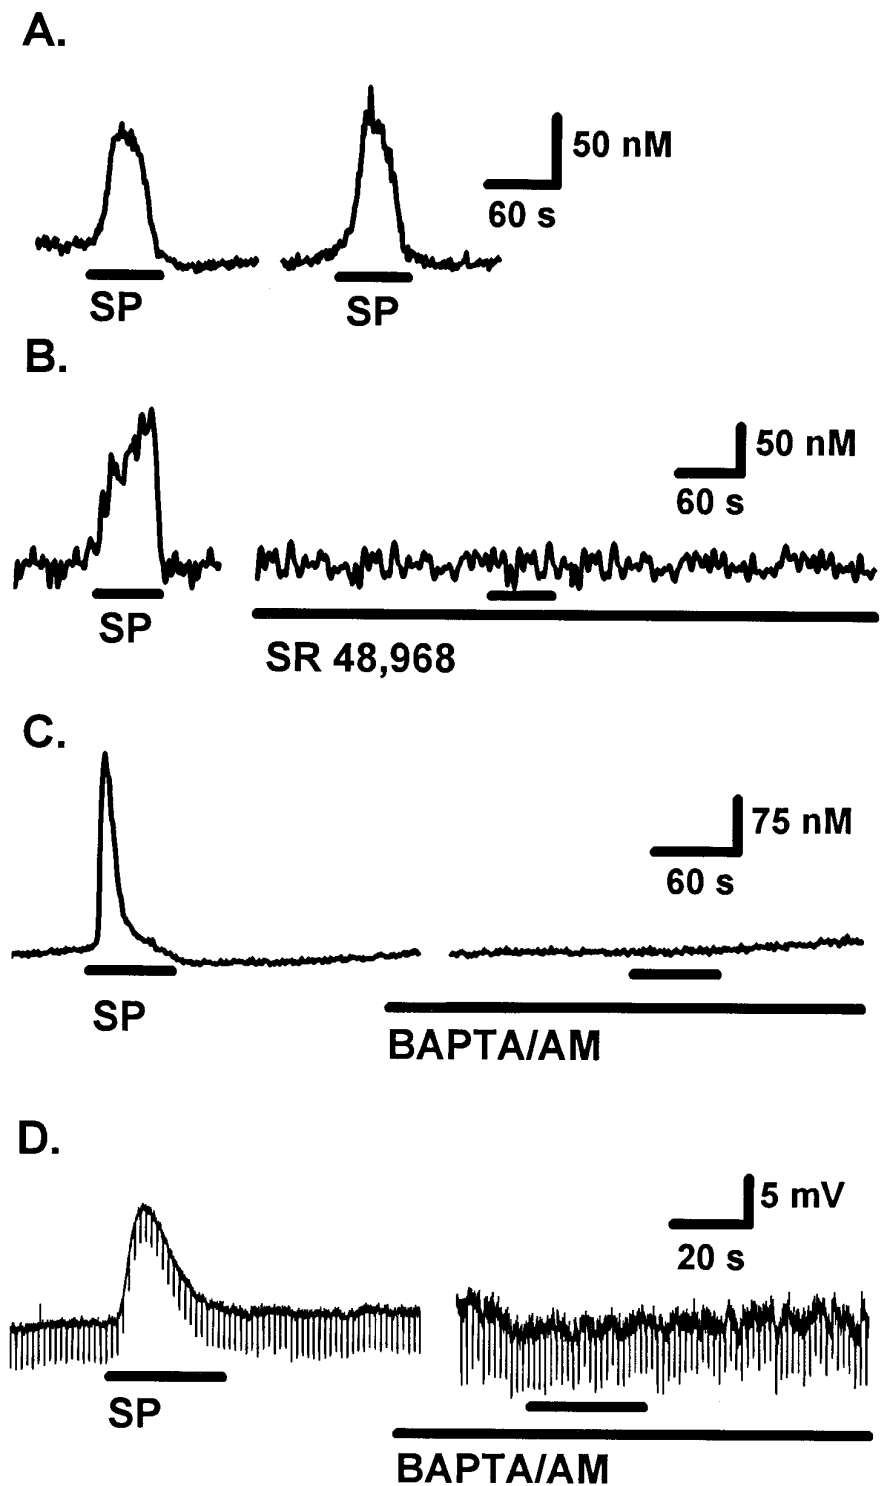 A.
50 nM
60 s
SP
SP
B.
50 nM
60 s
SP
SR 48,968
C.
75 nM
60 s
SP
BAPTA/AM
D.
5 mV
20 s
SP
BAPTA/AM